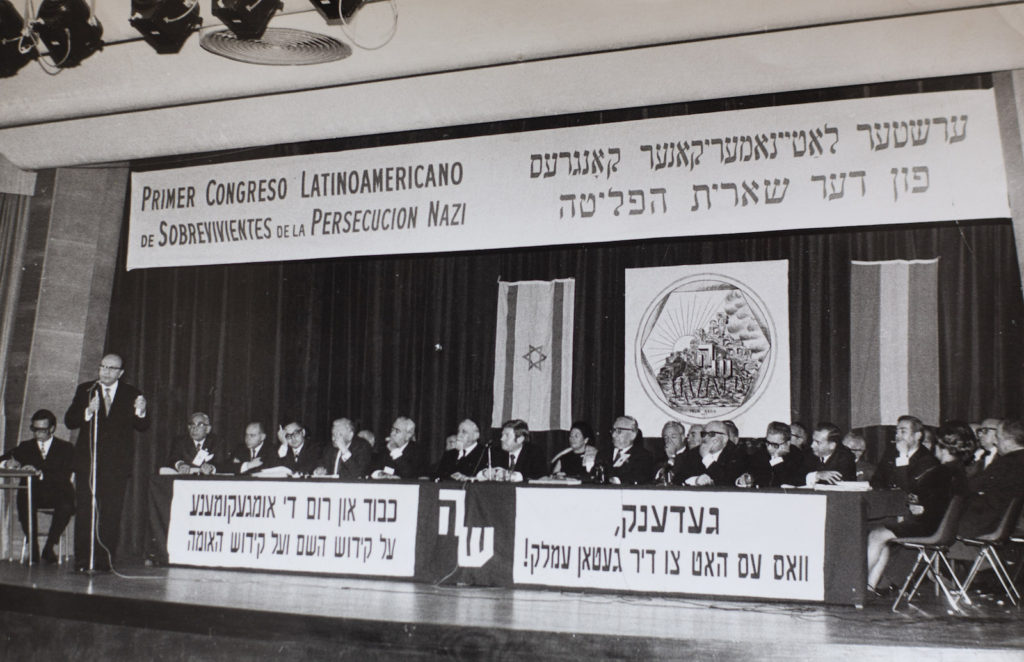 PRIMER CONGRESO LATINOAMERICANO
DE SOBREVIVIENTES DE LA PERSECUCION NAZI
ערשטער לאַטיינאַמעריקאַנער קאָנגרעס
פון דער שארית הפליטה
כבוד און רום די אומגעקומענע
על קידוש השם ועל קידוש האומה
ה
ש
געדענק,
וואס עס האט צו דיר געטאן עמלק!